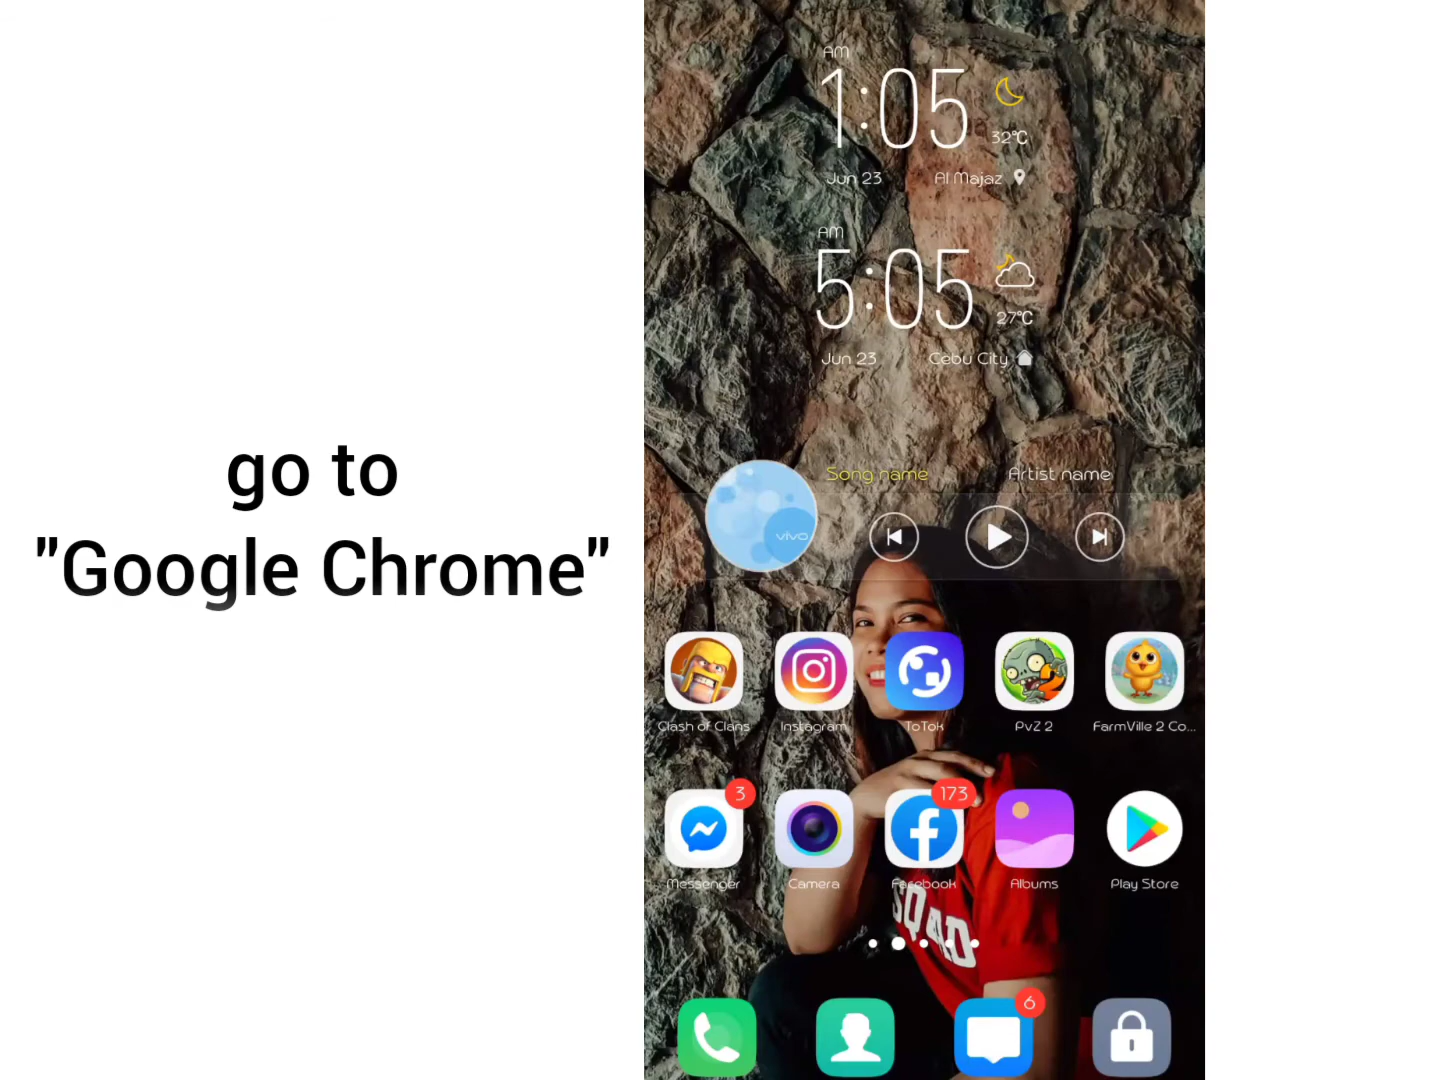 go to
"Google Chrome"
AM
1:05
32°C
Jun 23 Al Majaz
AM
5:05
27°C
Jun 23 Cebu City
Song name Artist name
vivo
Clash of Clans Instagram ToTok PvZ 2 FarmVille 2 Co...
3 173
Messenger Camera Facebook Albums Play Store
SQAD
6